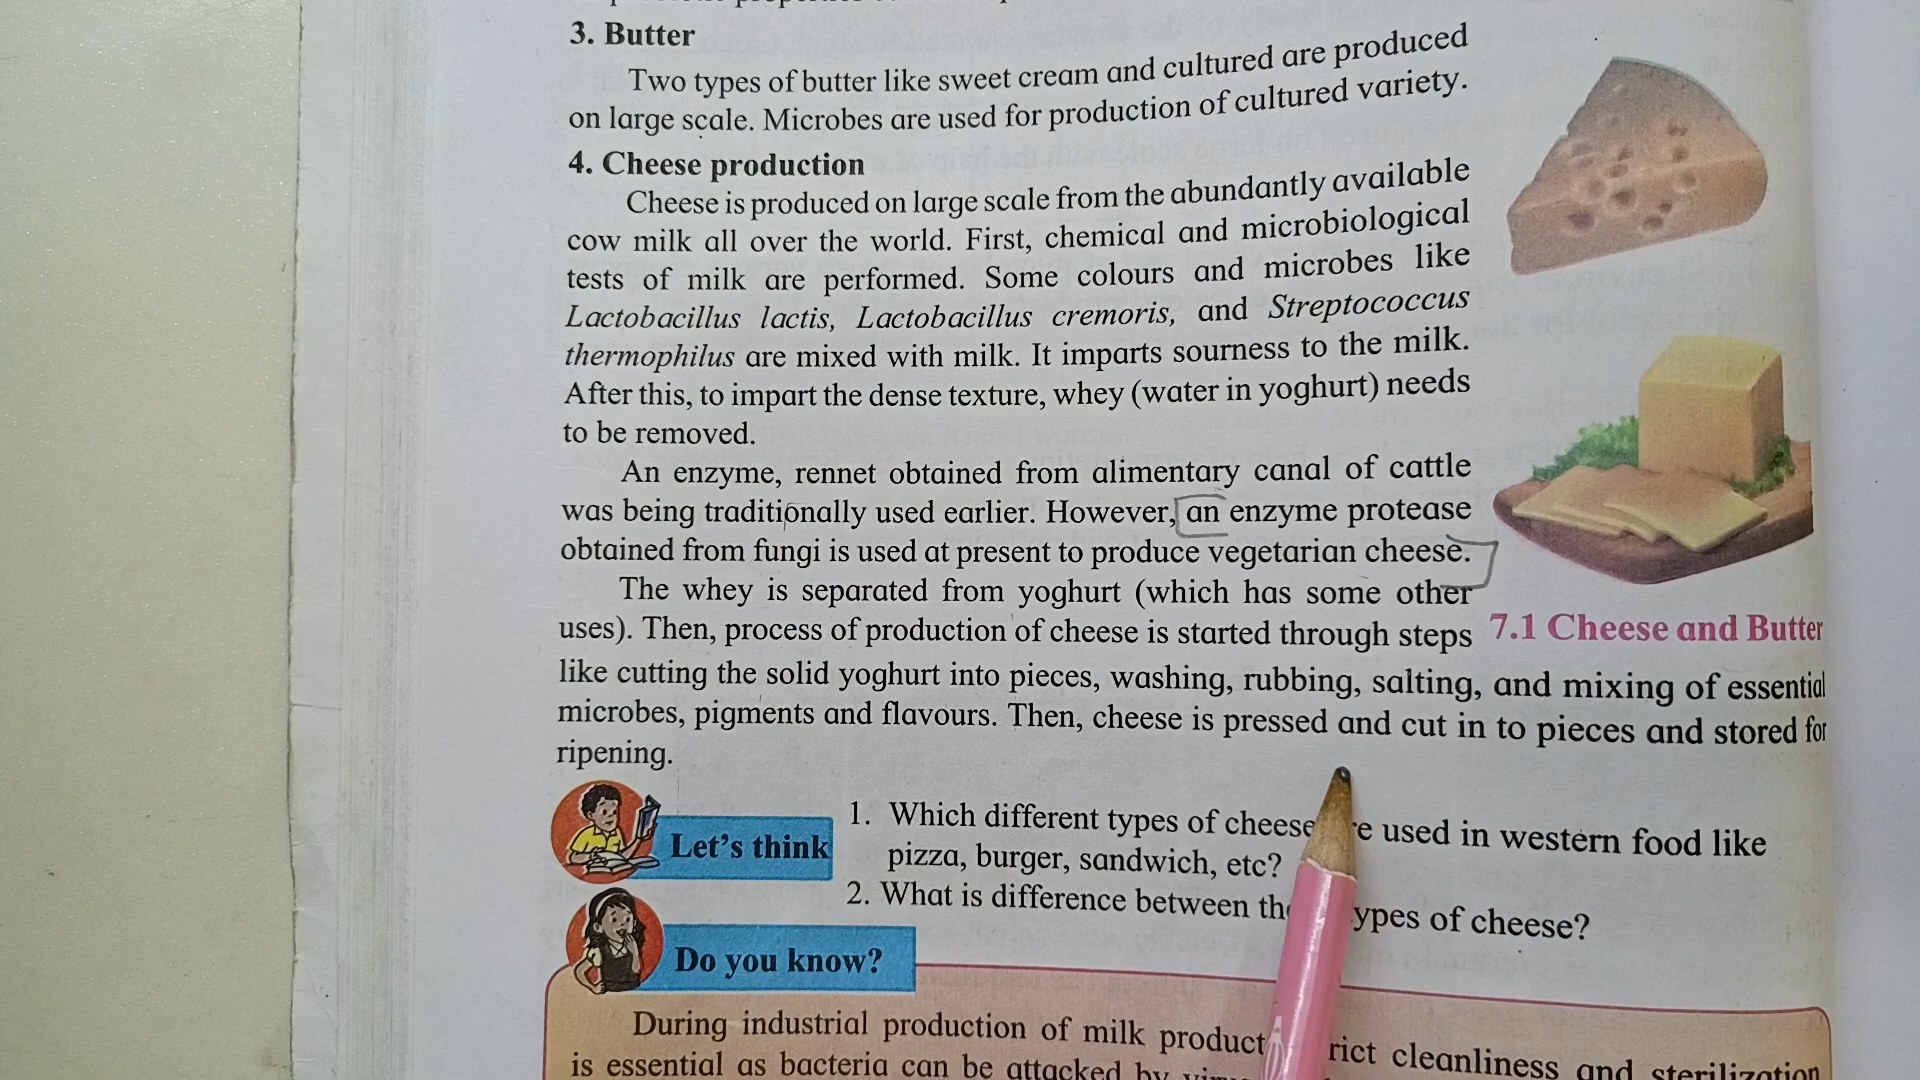 3. Butter
Two types of butter like sweet cream and cultured are produced
on large scale. Microbes are used for production of cultured variety.
4. Cheese production
Cheese is produced on large scale from the abundantly available
cow milk all over the world. First, chemical and microbiological
tests of milk are performed. Some colours and microbes like
Lactobacillus lactis, Lactobacillus cremoris, and Streptococcus
thermophilus are mixed with milk. It imparts sourness to the milk.
After this, to impart the dense texture, whey (water in yoghurt) needs
to be removed.
An enzyme, rennet obtained from alimentary canal of cattle
was being traditionally used earlier. However, an enzyme protease
obtained from fungi is used at present to produce vegetarian cheese.
The whey is separated from yoghurt (which has some other
uses). Then, process of production of cheese is started through steps
like cutting the solid yoghurt into pieces, washing, rubbing, salting, and mixing of essential
microbes, pigments and flavours. Then, cheese is pressed and cut in to pieces and stored for
ripening.
7.1 Cheese and Butter
Let's think
1. Which different types of cheese used in western food like
pizza, burger, sandwich, etc?
2. What is difference between types of cheese?
Do you know?
During industrial production of milk product cleanliness and sterilization
is essential as bacteria can be attacked by